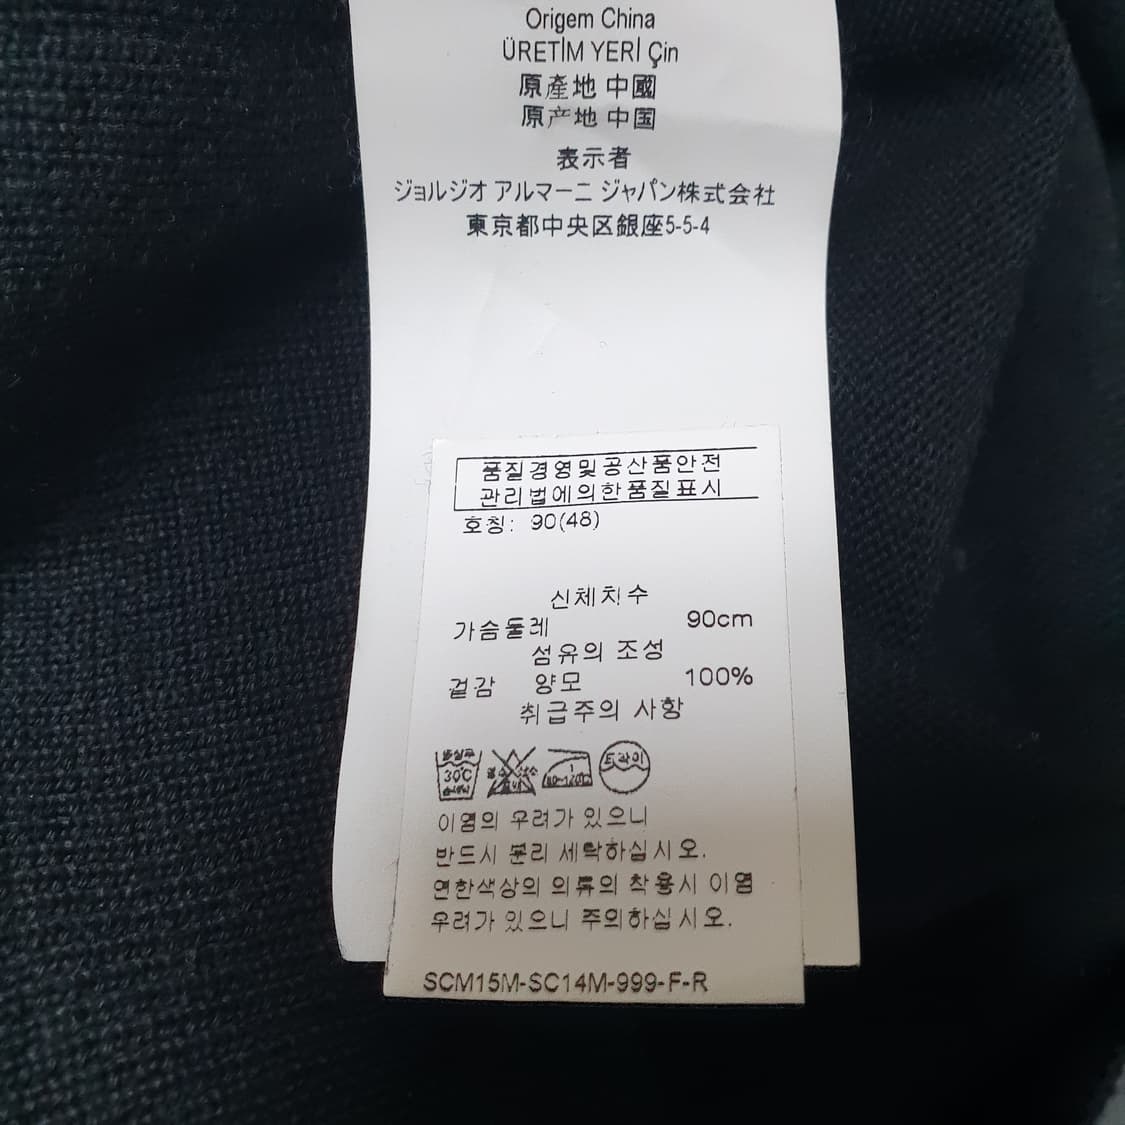 Origem China
ÜRETİM YERİ Çin
原產地 中國
原产地 中国
表示者
ジョルジオ アルマーニ ジャパン株式会社
東京都中央区銀座5-5-4
품질경영및공산품안전
관리법에의한품질표시
호칭: 90(48)
신체치수
가슴둘레 90cm
섬유의 조성
겉감 양모 100%
취급주의 사항
30℃
드라이
이염의 우려가 있으니
반드시 분리 세탁하십시오.
연한색상의 의류의 착용시 이염
우려가 있으니 주의하십시오.
SCM15M-SC14M-999-F-R